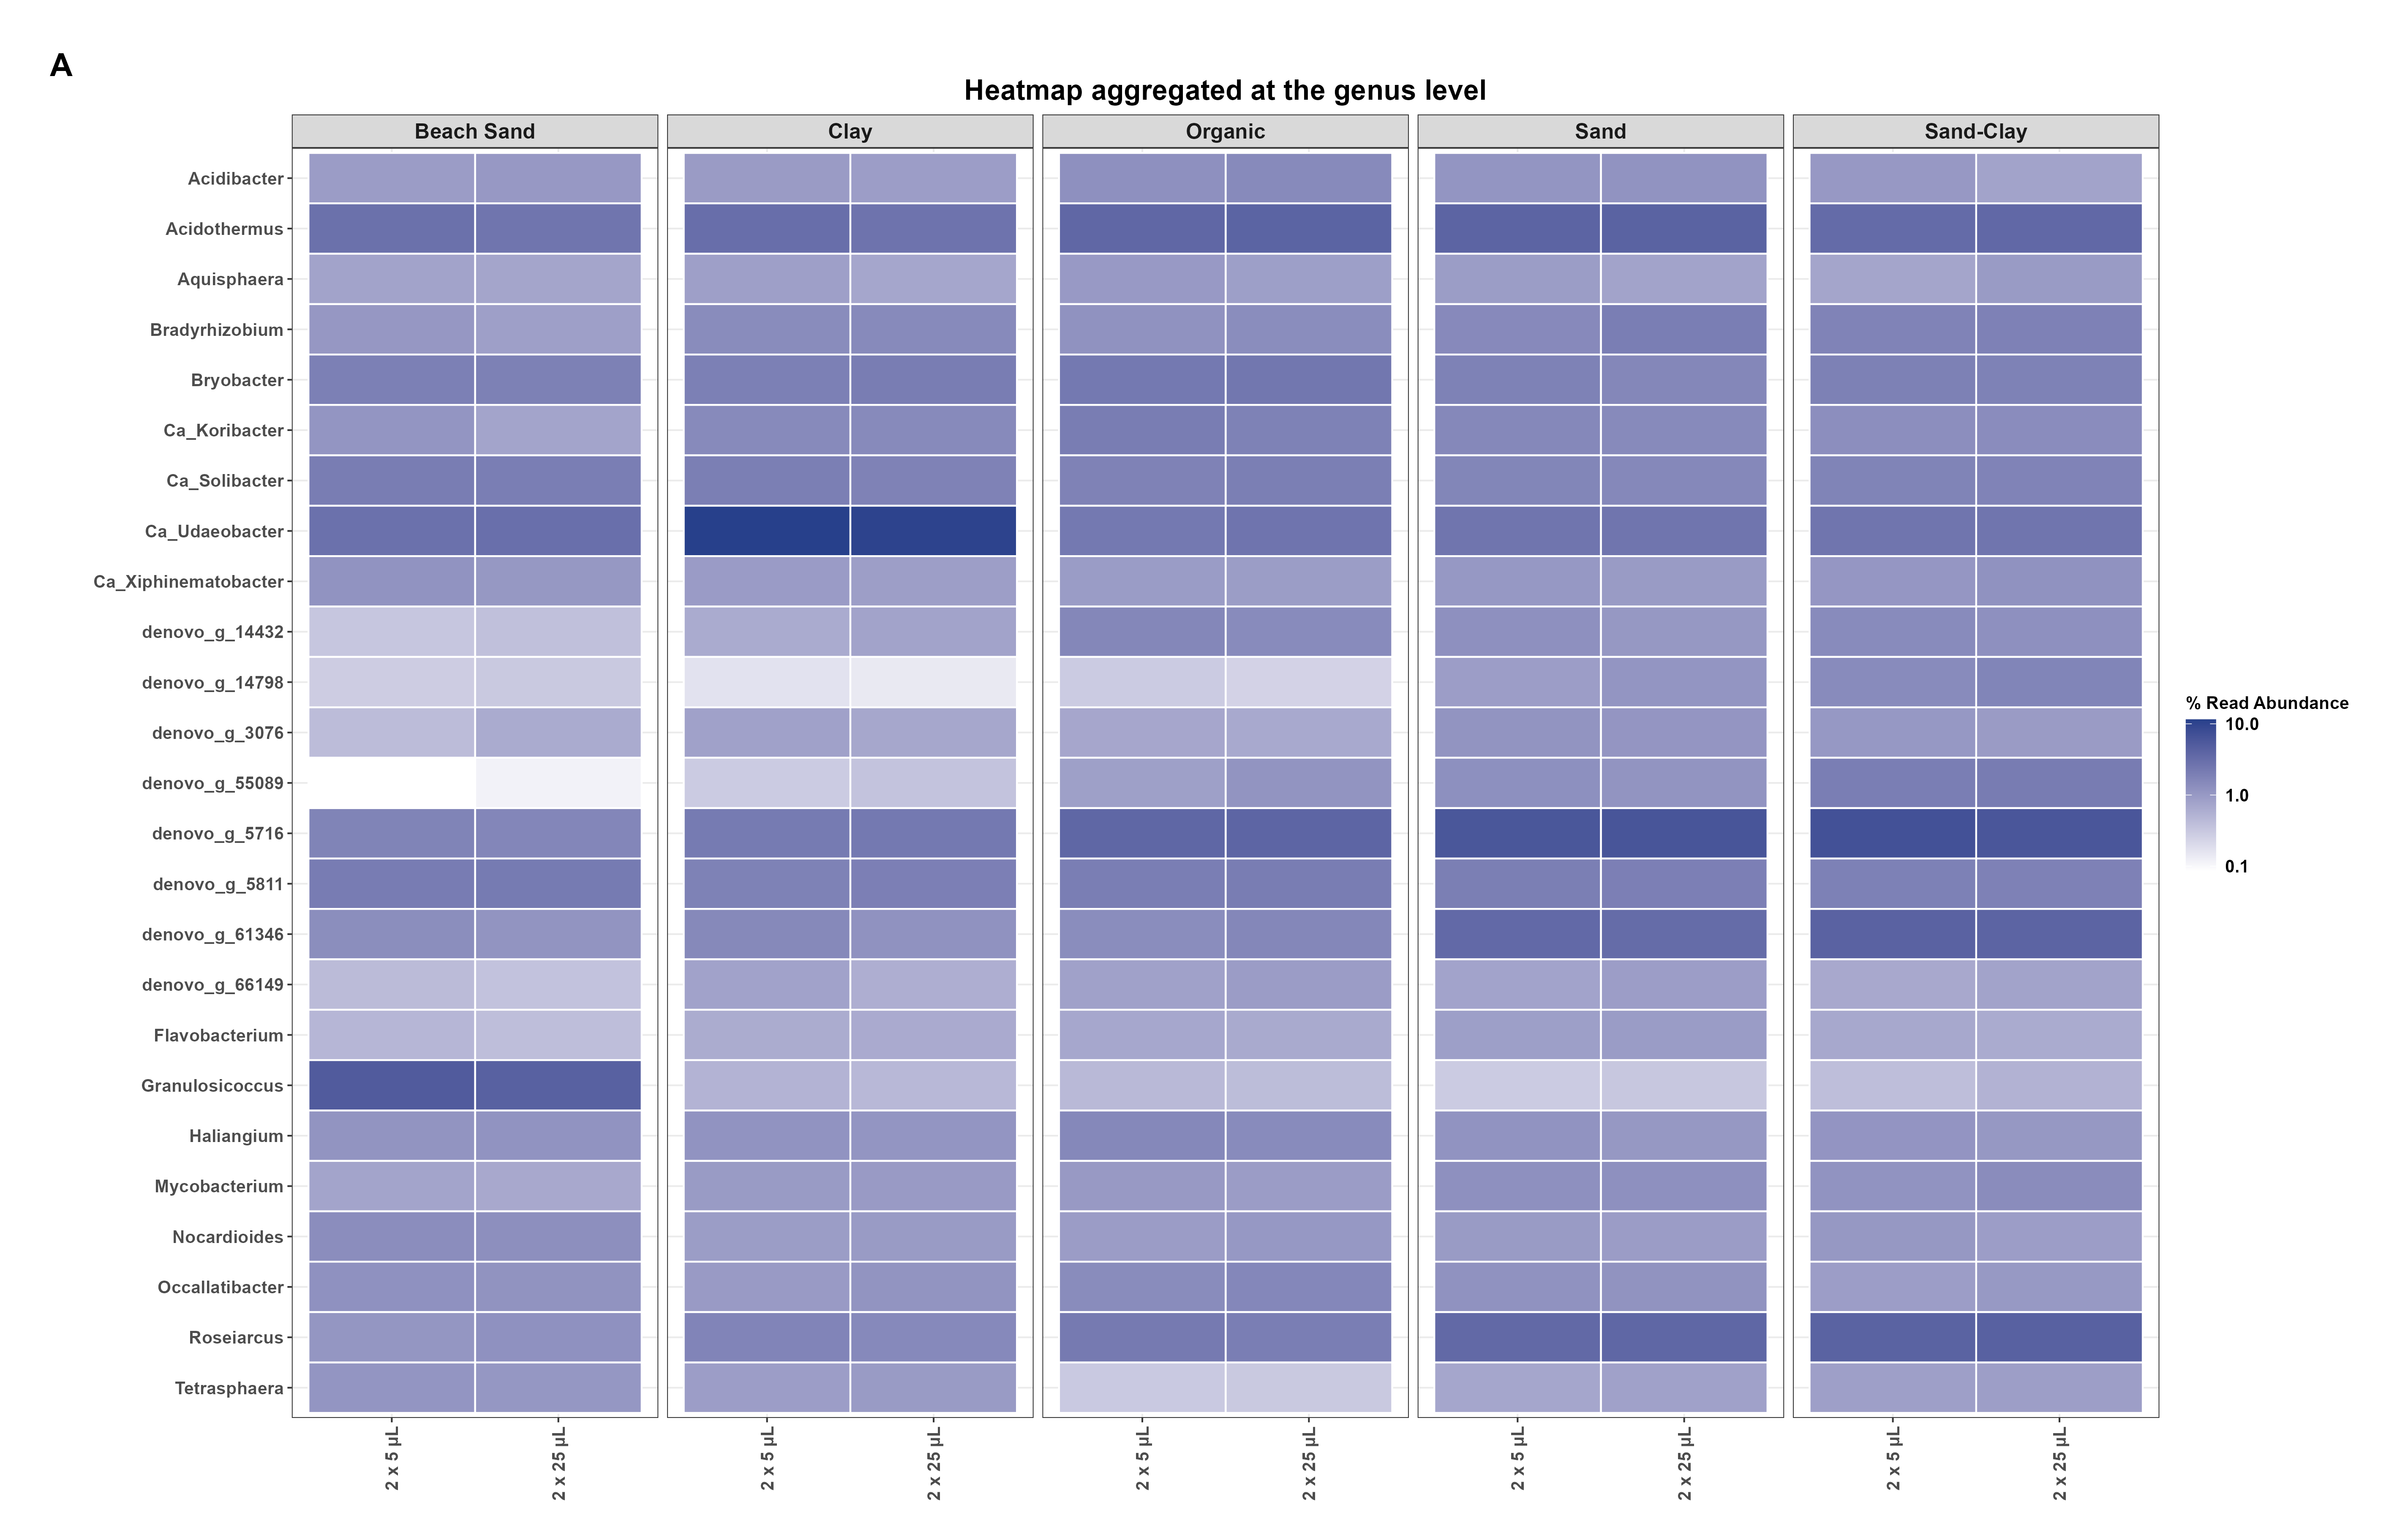 A
Heatmap aggregated at the genus level
Beach Sand
Clay
Organic
Sand
Sand-Clay
Acidibacter
Acidothermus
Aquisphaera
Bradyrhizobium
Bryobacter
Ca_Koribacter
Ca_Solibacter
Ca_Udaeobacter
Ca_Xiphinematobacter
denovo_g_14432
denovo_g_14798
denovo_g_3076
denovo_g_55089
denovo_g_5716
denovo_g_5811
denovo_g_61346
denovo_g_66149
Flavobacterium
Granulosicoccus
Haliangium
Mycobacterium
Nocardioides
Occallatibacter
Roseiarcus
Tetrasphaera
2 x 5 µL
2 x 25 µL
2 x 5 µL
2 x 25 µL
2 x 5 µL
2 x 25 µL
2 x 5 µL
2 x 25 µL
2 x 5 µL
2 x 25 µL
% Read Abundance
10.0
1.0
0.1